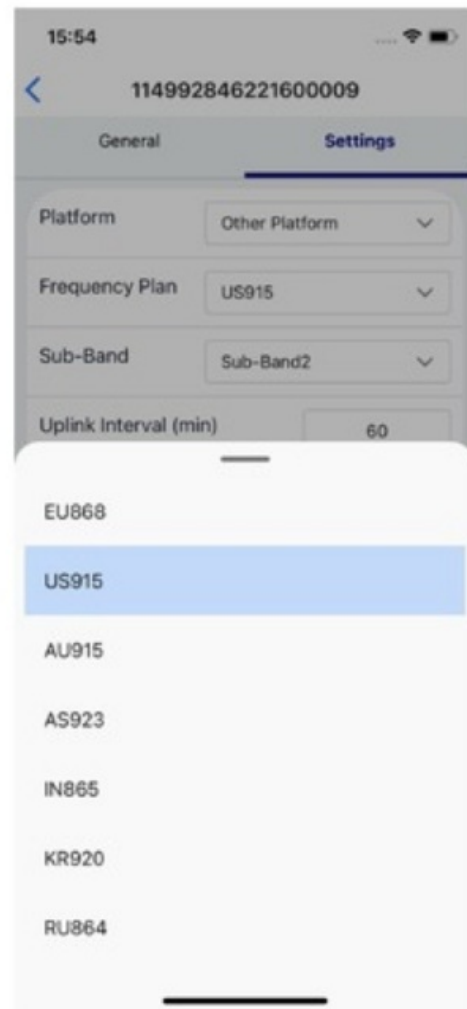 15:54
114992846221600009
General Settings
Platform Other Platform
Frequency Plan US915
Sub-Band Sub-Band2
Uplink Interval (min) 60
EU868
US915
AU915
AS923
IN865
KR920
RU864